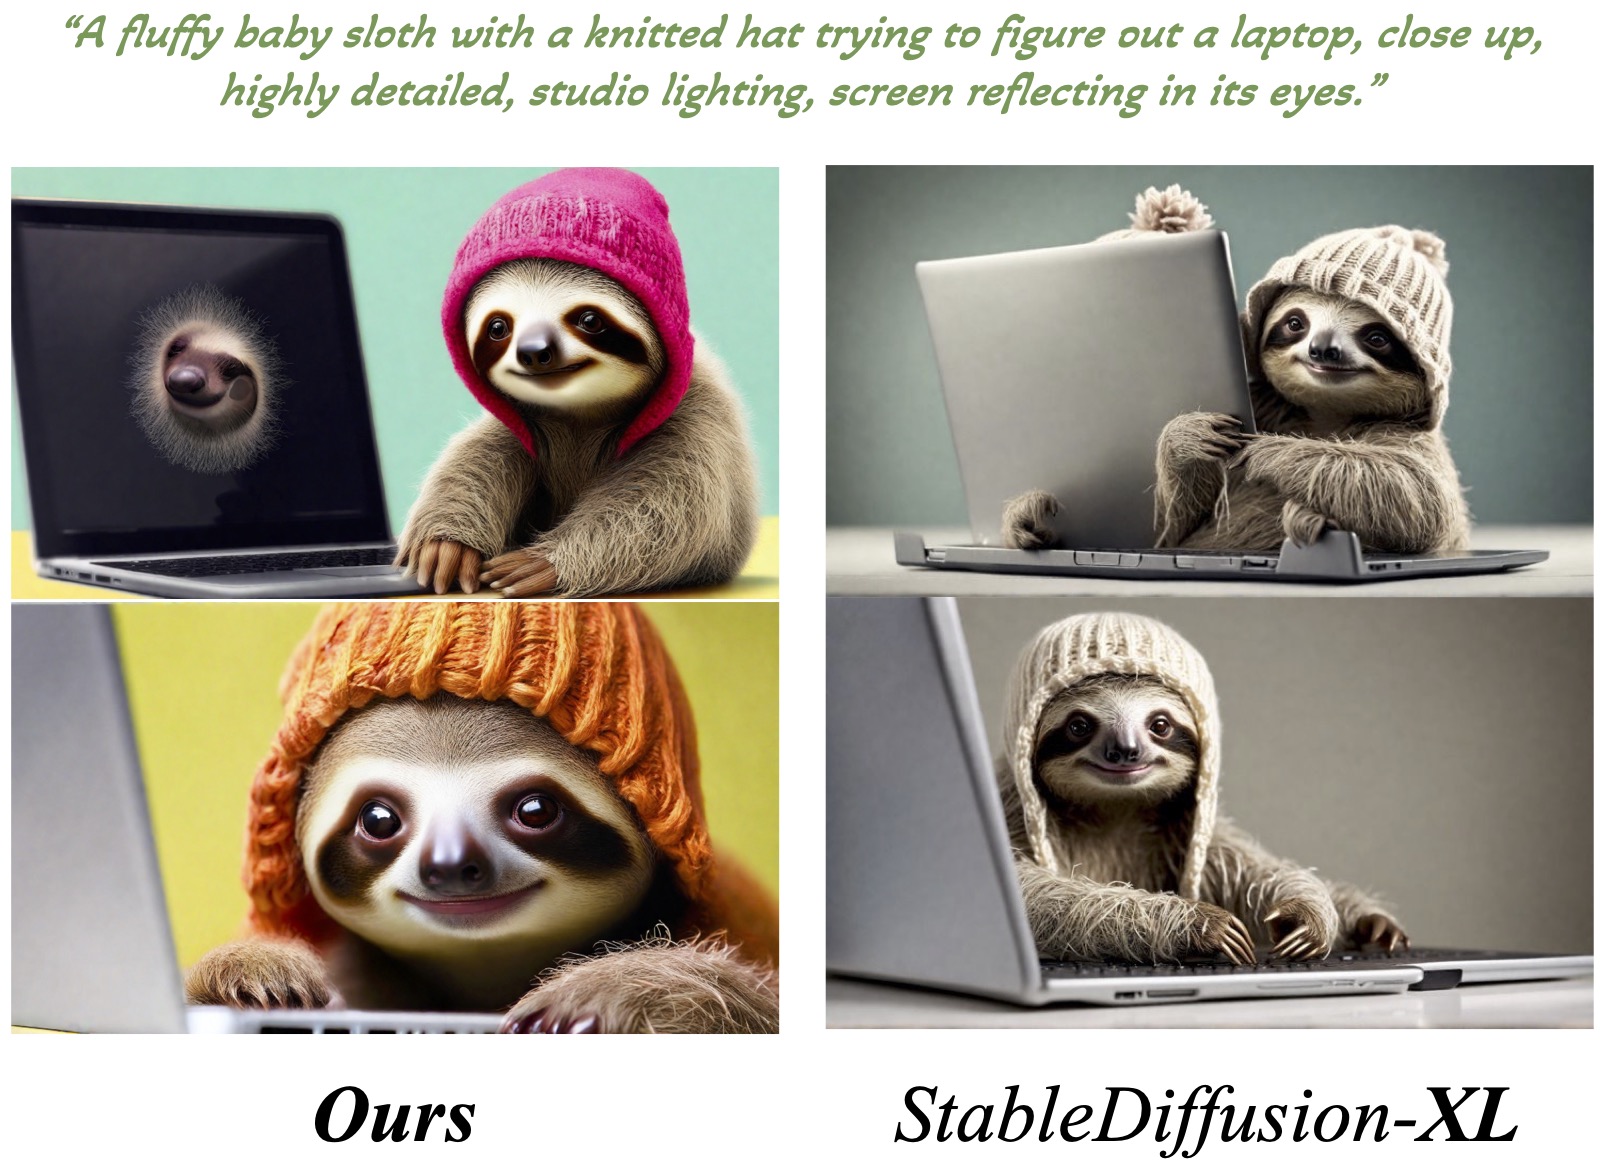 “A fluffy baby sloth with a knitted hat trying to figure out a laptop, close up,
highly detailed, studio lighting, screen reflecting in its eyes.”
Ours
StableDiffusion-XL